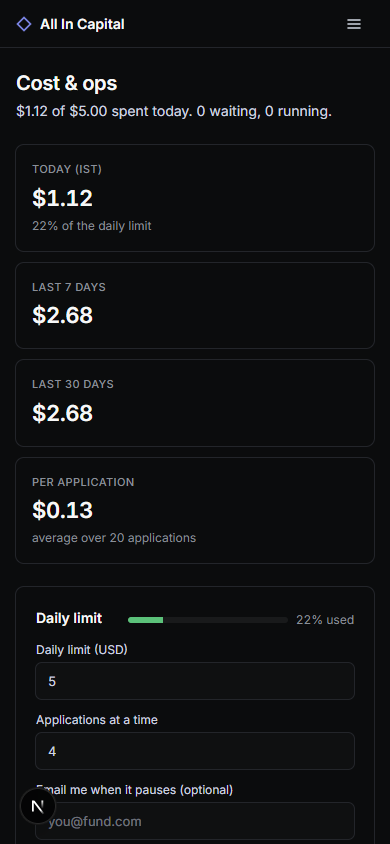 All In Capital
Cost & ops
$1.12 of $5.00 spent today. 0 waiting, 0 running.
TODAY (IST)
$1.12
22% of the daily limit
LAST 7 DAYS
$2.68
LAST 30 DAYS
$2.68
PER APPLICATION
$0.13
average over 20 applications
Daily limit
22% used
Daily limit (USD)
5
Applications at a time
4
Email me when it pauses (optional)
N
you@fund.com